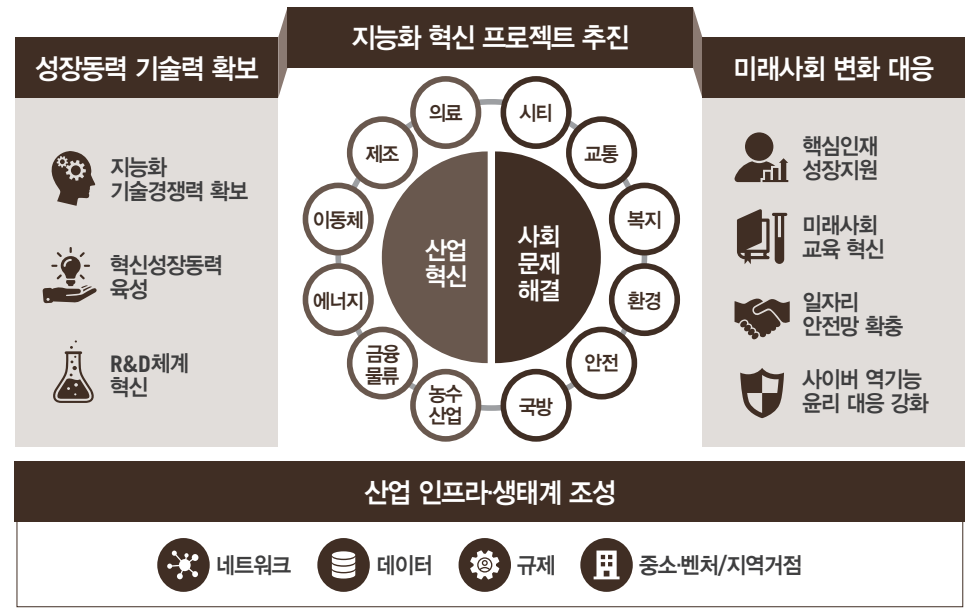 지능화 혁신 프로젝트 추진
성장동력 기술력 확보
지능화
기술경쟁력 확보
혁신성장동력
육성
R&D체계
혁신
의료
제조
이동체
에너지
금융
물류
농수
산업
산업
혁신
사회
문제
해결
시티
교통
복지
환경
안전
국방
미래사회 변화 대응
핵심인재
성장지원
미래사회
교육 혁신
일자리
안전망 확충
사이버 역기능
윤리 대응 강화
산업 인프라·생태계 조성
네트워크
데이터
규제
중소·벤처/지역거점